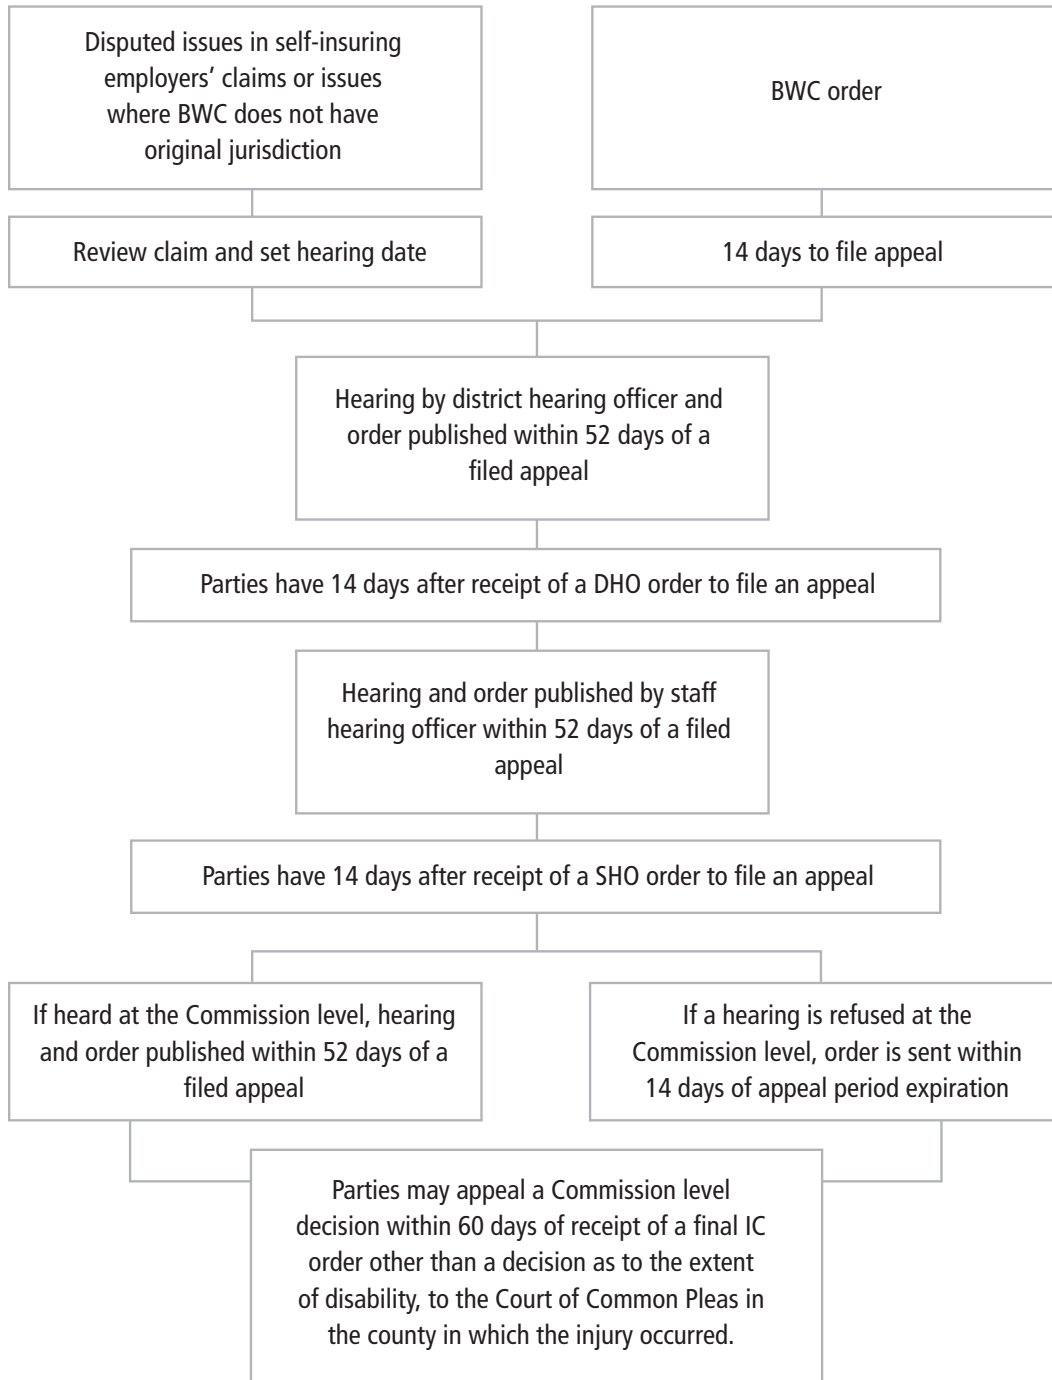 Disputed issues in self-insuring
employers’ claims or issues
where BWC does not have
original jurisdiction
BWC order
Review claim and set hearing date
14 days to file appeal
Hearing by district hearing officer and
order published within 52 days of a
filed appeal
Parties have 14 days after receipt of a DHO order to file an appeal
Hearing and order published by staff
hearing officer within 52 days of a filed
appeal
Parties have 14 days after receipt of a SHO order to file an appeal
If heard at the Commission level, hearing
and order published within 52 days of a
filed appeal
If a hearing is refused at the
Commission level, order is sent within
14 days of appeal period expiration
Parties may appeal a Commission level
decision within 60 days of receipt of a final IC
order other than a decision as to the extent
of disability, to the Court of Common Pleas in
the county in which the injury occurred.